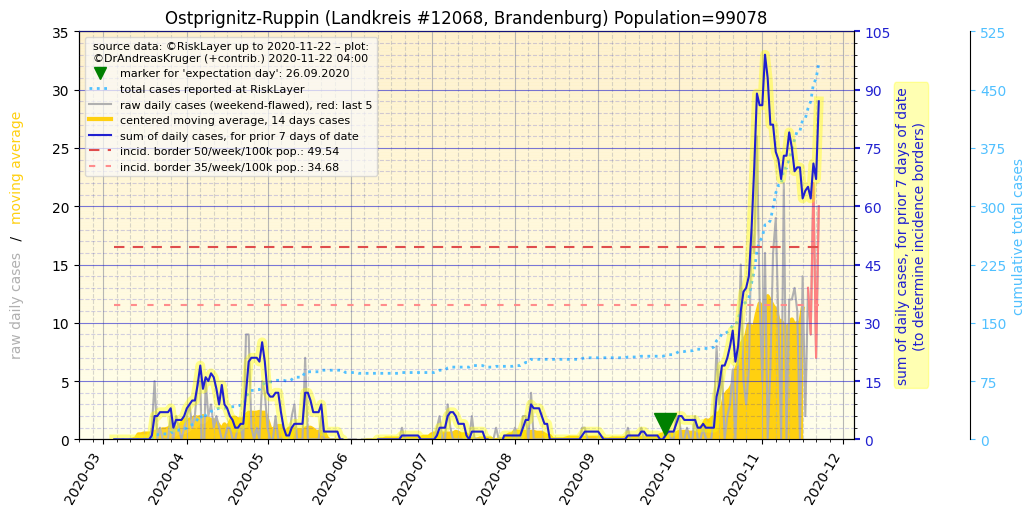 Ostprignitz-Ruppin (Landkreis #12068, Brandenburg) Population=99078
source data: ©RiskLayer up to 2020-11-22 – plot:
©DrAndreasKruger (+contrib.) 2020-11-22 04:00
marker for 'expectation day': 26.09.2020
total cases reported at RiskLayer
raw daily cases (weekend-flawed), red: last 5
centered moving average, 14 days cases
sum of daily cases, for prior 7 days of date
incid. border 50/week/100k pop.: 49.54
incid. border 35/week/100k pop.: 34.68
raw daily cases / moving average
35
30
25
20
15
10
5
0
105
90
75
60
45
30
15
0
sum of daily cases, for prior 7 days of date
(to determine incidence borders)
525
450
375
300
225
150
75
0
cumulative total cases
2020-03
2020-04
2020-05
2020-06
2020-07
2020-08
2020-09
2020-10
2020-11
2020-12